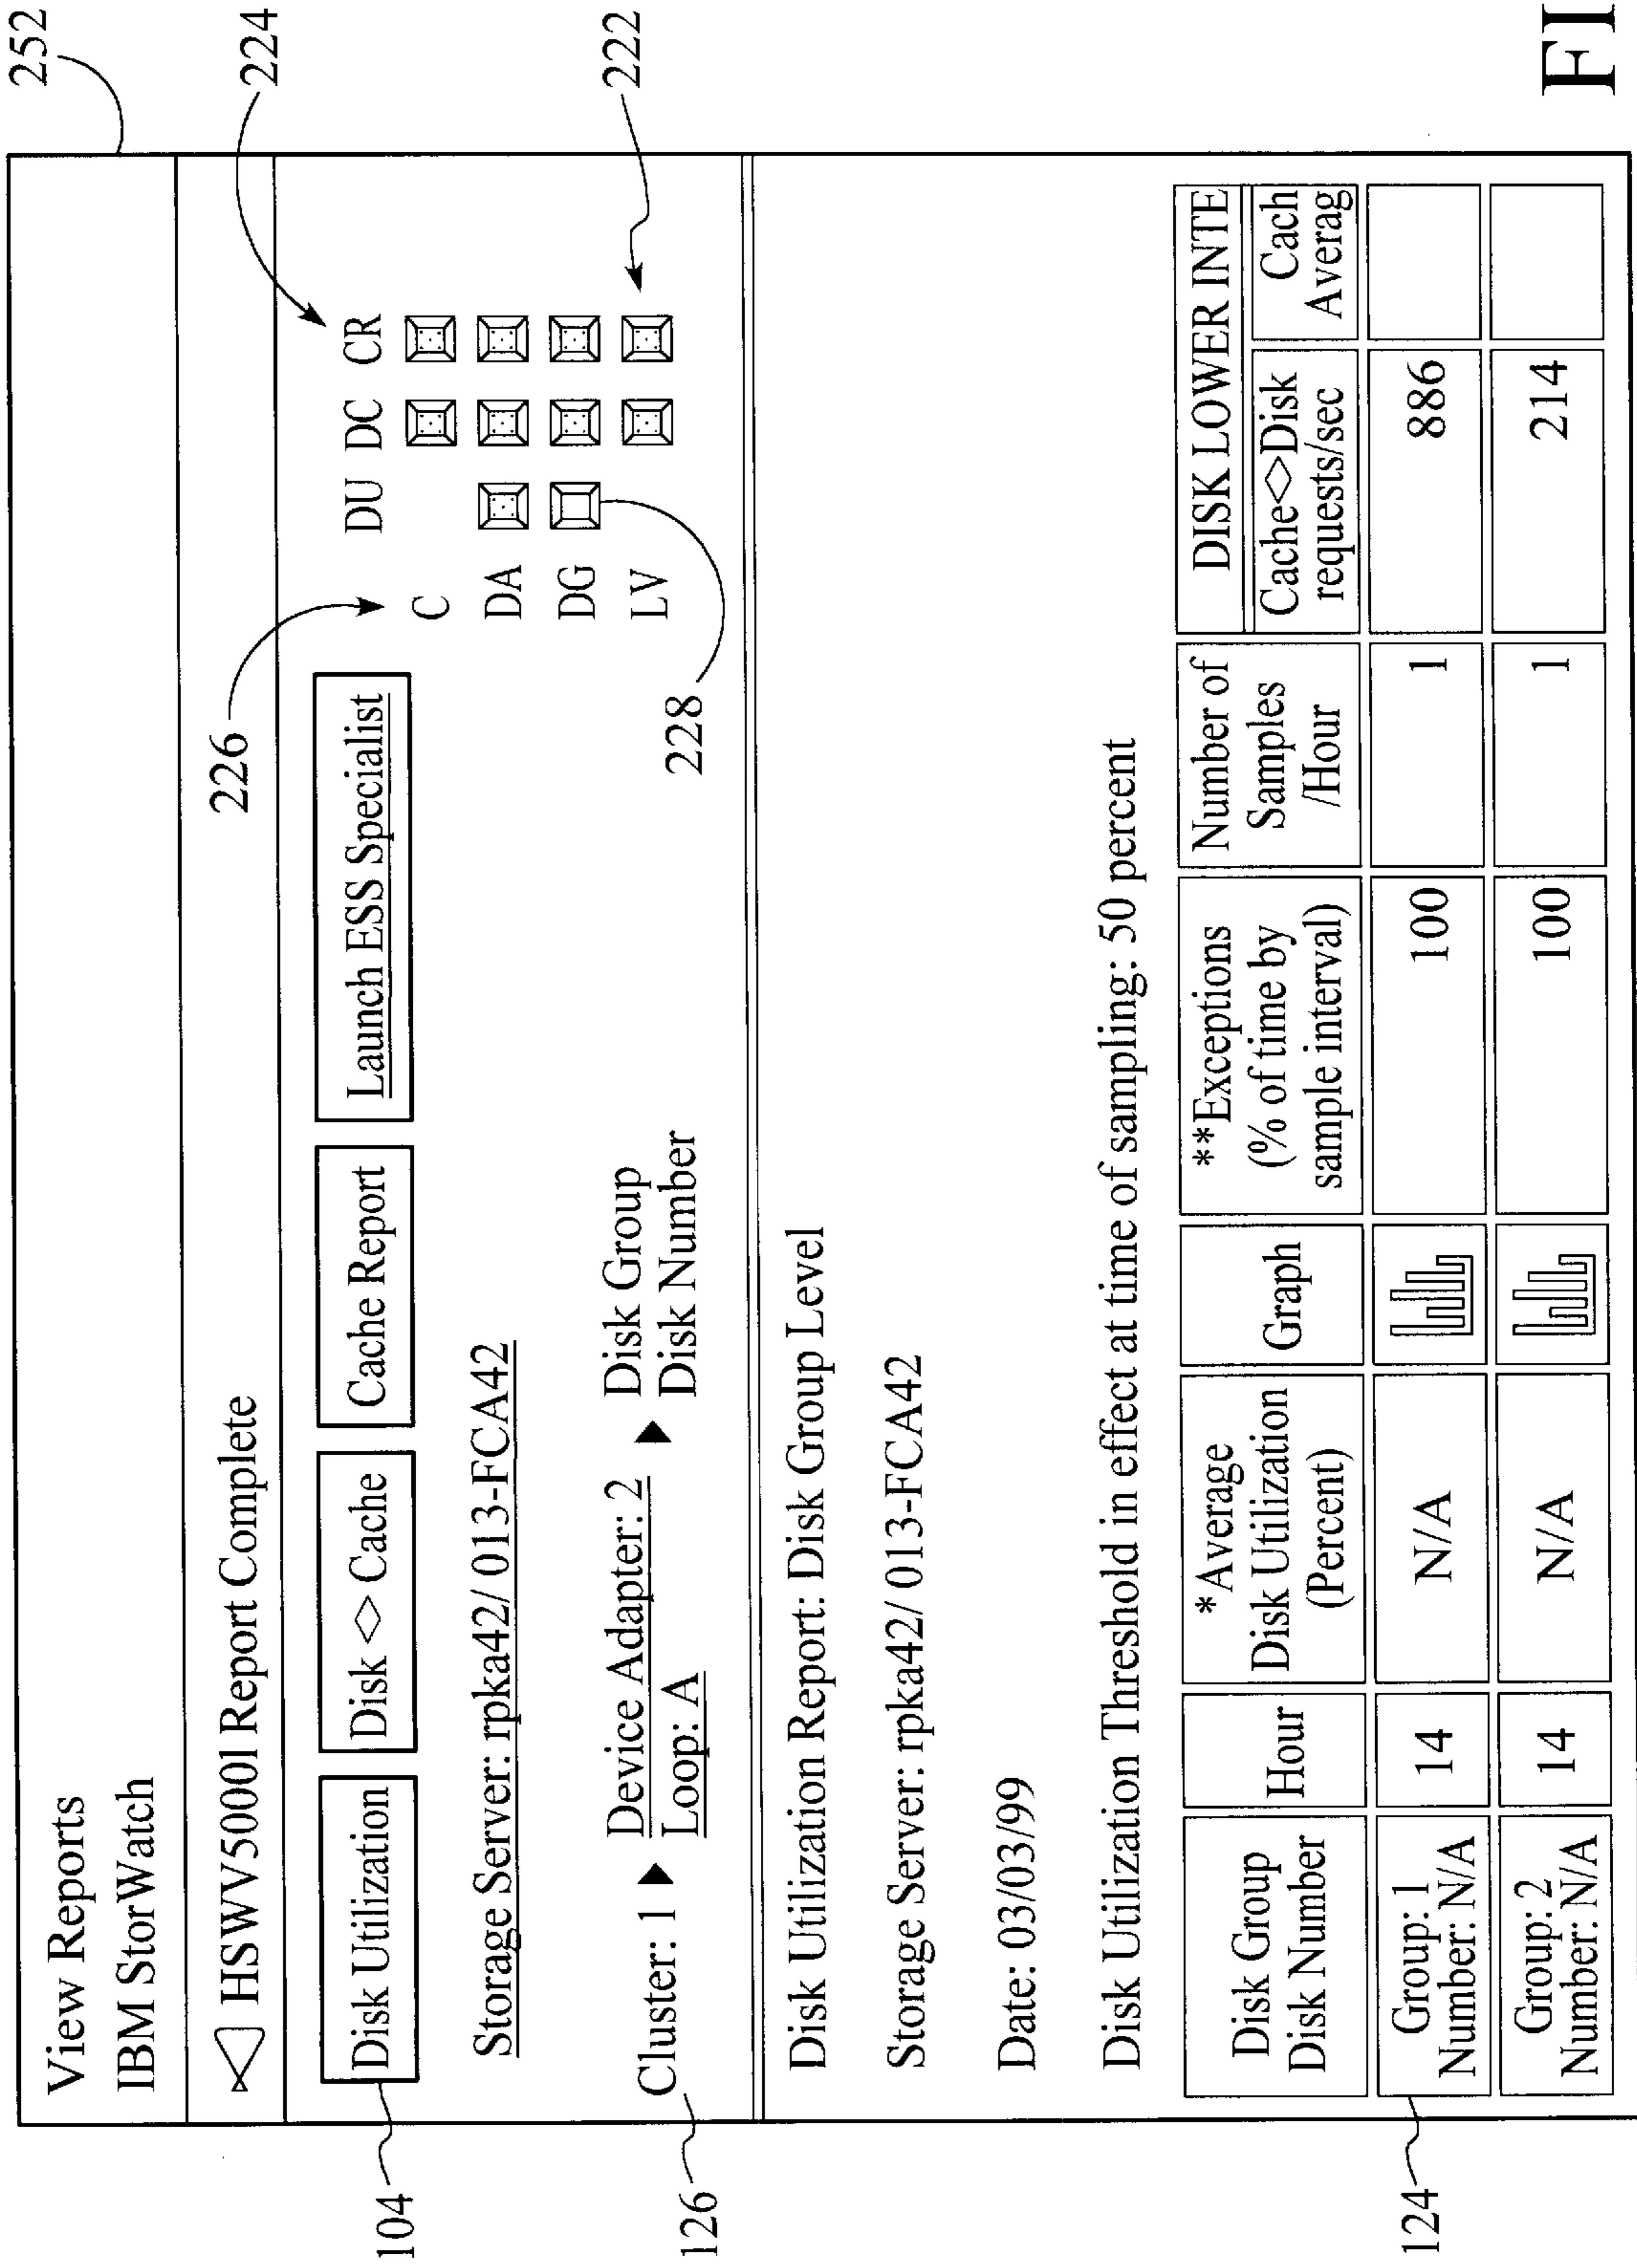 252
View Reports
IBM StorWatch
HSWV5000I Report Complete
224
226
Disk Utilization
Disk <> Cache
Cache Report
Launch ESS Specialist
DU DC CR
C
DA
DG
LV
104
222
228
Storage Server: rpka42/ 013-FCA42
126
Cluster: 1
Device Adapter: 2
Loop: A
Disk Group
Disk Number
Disk Utilization Report: Disk Group Level
Storage Server: rpka42/ 013-FCA42
Date: 03/03/99
Disk Utilization Threshold in effect at time of sampling: 50 percent
Disk Group
Disk Number
Hour
*Average
Disk Utilization
(Percent)
Graph
**Exceptions
(% of time by
sample interval)
Number of
Samples
/Hour
DISK LOWER INTE
Cache<>Disk
requests/sec
Cach
Averag
124
Group: 1
Number: N/A
14
N/A
100
1
886
Group: 2
Number: N/A
14
N/A
100
1
214
FI